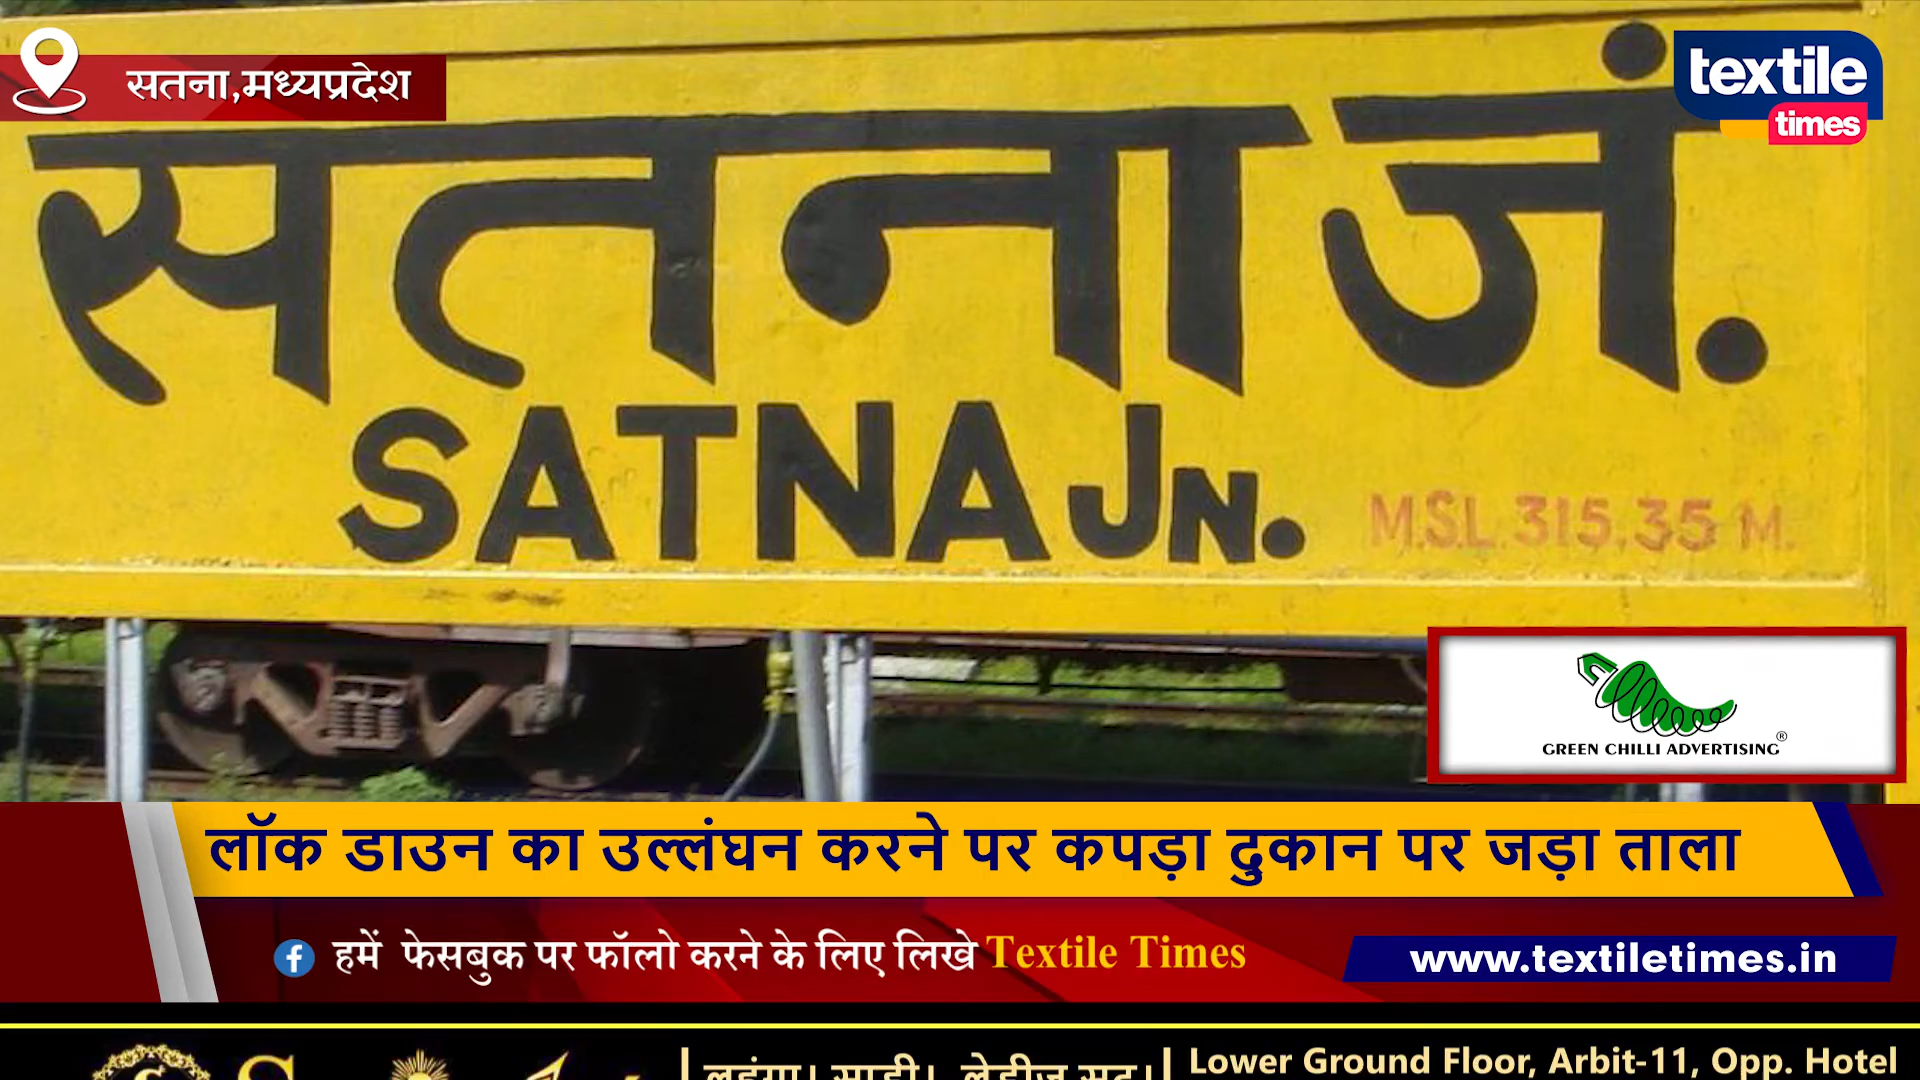 सतना,मध्यप्रदेश
textile
times
सतना जं.
SATNA JN.
M.S.L. 315.35 M.
GREEN CHILLI ADVERTISING®
लॉक डाउन का उल्लंघन करने पर कपड़ा दुकान पर जड़ा ताला
हमें फेसबुक पर फॉलो करने के लिए लिखे Textile Times
www.textiletimes.in
Lower Ground Floor, Arbit-11, Opp. Hotel
लहंगा। साड़ी। लेडीज सूट।